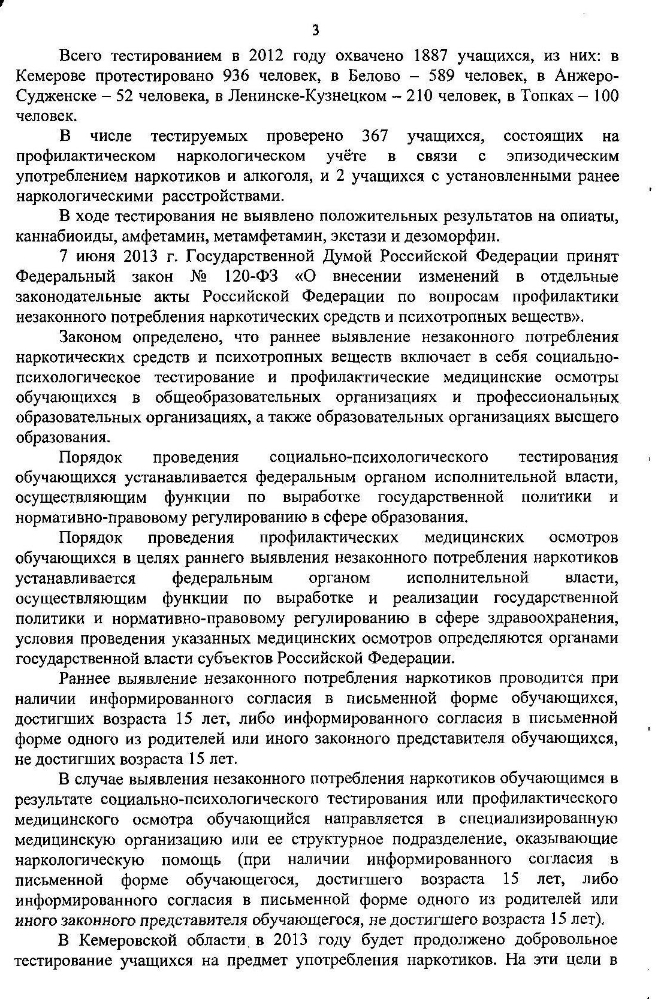 3
Всего тестированием в 2012 году охвачено 1887 учащихся, из них: в
Кемерове протестировано 936 человек, в Белово – 589 человек, в Анжеро-
Судженске – 52 человека, в Ленинске-Кузнецком – 210 человек, в Топках – 100
человек.
В числе тестируемых проверено 367 учащихся, состоящих на
профилактическом наркологическом учёте в связи с эпизодическим
употреблением наркотиков и алкоголя, и 2 учащихся с установленными ранее
наркологическими расстройствами.
В ходе тестирования не выявлено положительных результатов на опиаты,
каннабиоиды, амфетамин, метамфетамин, экстази и дезоморфин.
7 июня 2013 г. Государственной Думой Российской Федерации принят
Федеральный закон № 120-ФЗ «О внесении изменений в отдельные
законодательные акты Российской Федерации по вопросам профилактики
незаконного потребления наркотических средств и психотропных веществ».
Законом определено, что раннее выявление незаконного потребления
наркотических средств и психотропных веществ включает в себя социально-
психологическое тестирование и профилактические медицинские осмотры
обучающихся в общеобразовательных организациях и профессиональных
образовательных организациях, а также образовательных организациях высшего
образования.
Порядок проведения социально-психологического тестирования
обучающихся устанавливается федеральным органом исполнительной власти,
осуществляющим функции по выработке государственной политики и
нормативно-правовому регулированию в сфере образования.
Порядок проведения профилактических медицинских осмотров
обучающихся в целях раннего выявления незаконного потребления наркотиков
устанавливается федеральным органом исполнительной власти,
осуществляющим функции по выработке и реализации государственной
политики и нормативно-правовому регулированию в сфере здравоохранения,
условия проведения указанных медицинских осмотров определяются органами
государственной власти субъектов Российской Федерации.
Раннее выявление незаконного потребления наркотиков проводится при
наличии информированного согласия в письменной форме обучающихся,
достигших возраста 15 лет, либо информированного согласия в письменной
форме одного из родителей или иного законного представителя обучающихся,
не достигших возраста 15 лет.
В случае выявления незаконного потребления наркотиков обучающимся в
результате социально-психологического тестирования или профилактического
медицинского осмотра обучающийся направляется в специализированную
медицинскую организацию или ее структурное подразделение, оказывающие
наркологическую помощь (при наличии информированного согласия в
письменной форме обучающегося, достигшего возраста 15 лет, либо
информированного согласия в письменной форме одного из родителей или
иного законного представителя обучающегося, не достигшего возраста 15 лет).
В Кемеровской области в 2013 году будет продолжено добровольное
тестирование учащихся на предмет употребления наркотиков. На эти цели в